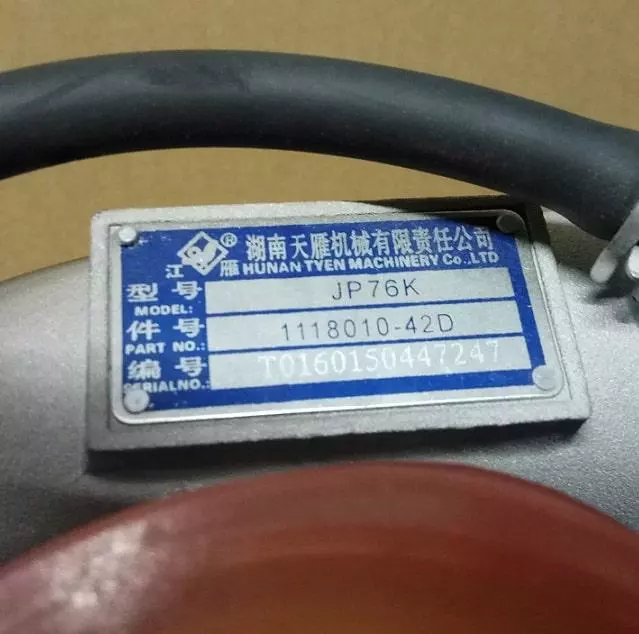 湖南天雁机械有限责任公司
江雁® HUNAN TYEN MACHINERY Co.,LTD
型号 JP76K
MODEL:
件号 1118010-42D
PART NO.:
编号 T0160150447247
SERIALNO.: